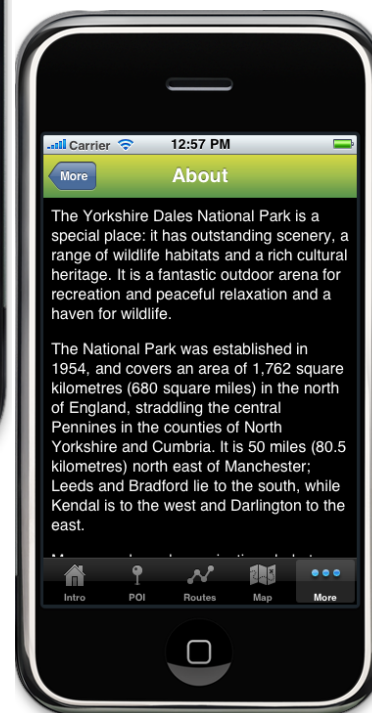 Carrier 12:57 PM
More About
The Yorkshire Dales National Park is a
special place: it has outstanding scenery, a
range of wildlife habitats and a rich cultural
heritage. It is a fantastic outdoor arena for
recreation and peaceful relaxation and a
haven for wildlife.
The National Park was established in
1954, and covers an area of 1,762 square
kilometres (680 square miles) in the north
of England, straddling the central
Pennines in the counties of North
Yorkshire and Cumbria. It is 50 miles (80.5
kilometres) north east of Manchester;
Leeds and Bradford lie to the south, while
Kendal is to the west and Darlington to the
east.
Intro POI Routes Map More